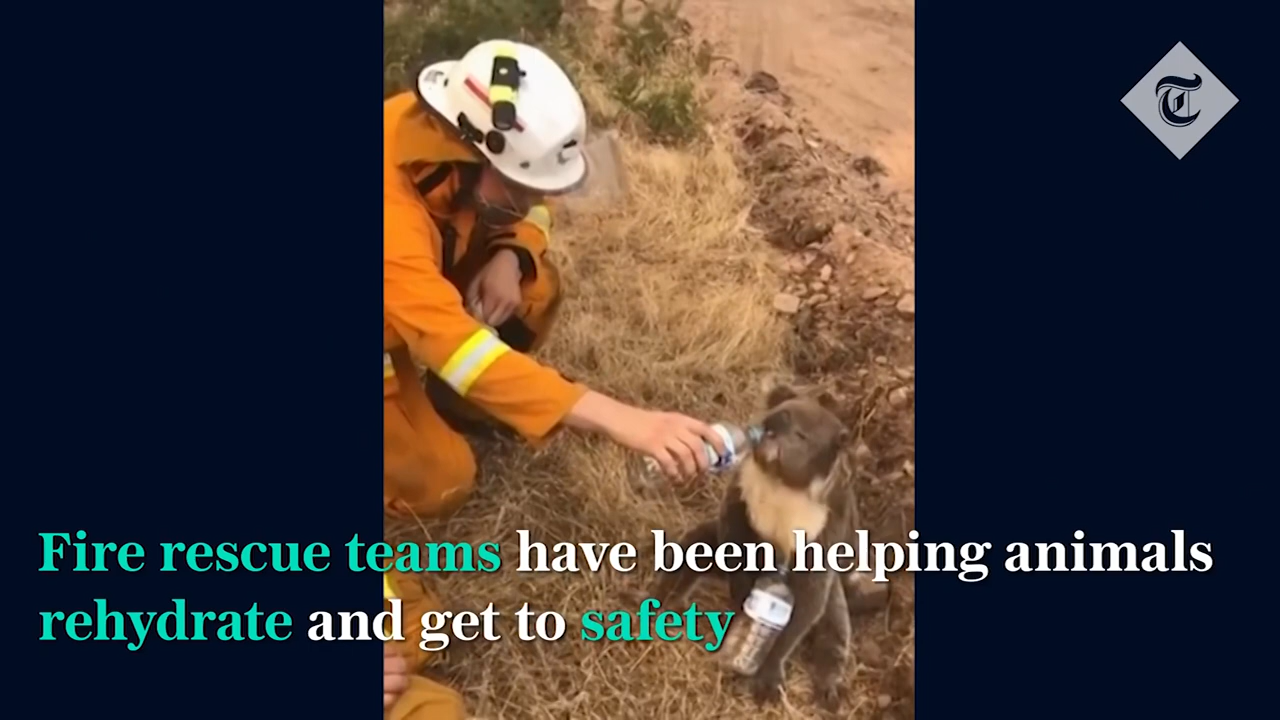 T
Fire rescue teams have been helping animals
rehydrate and get to safety